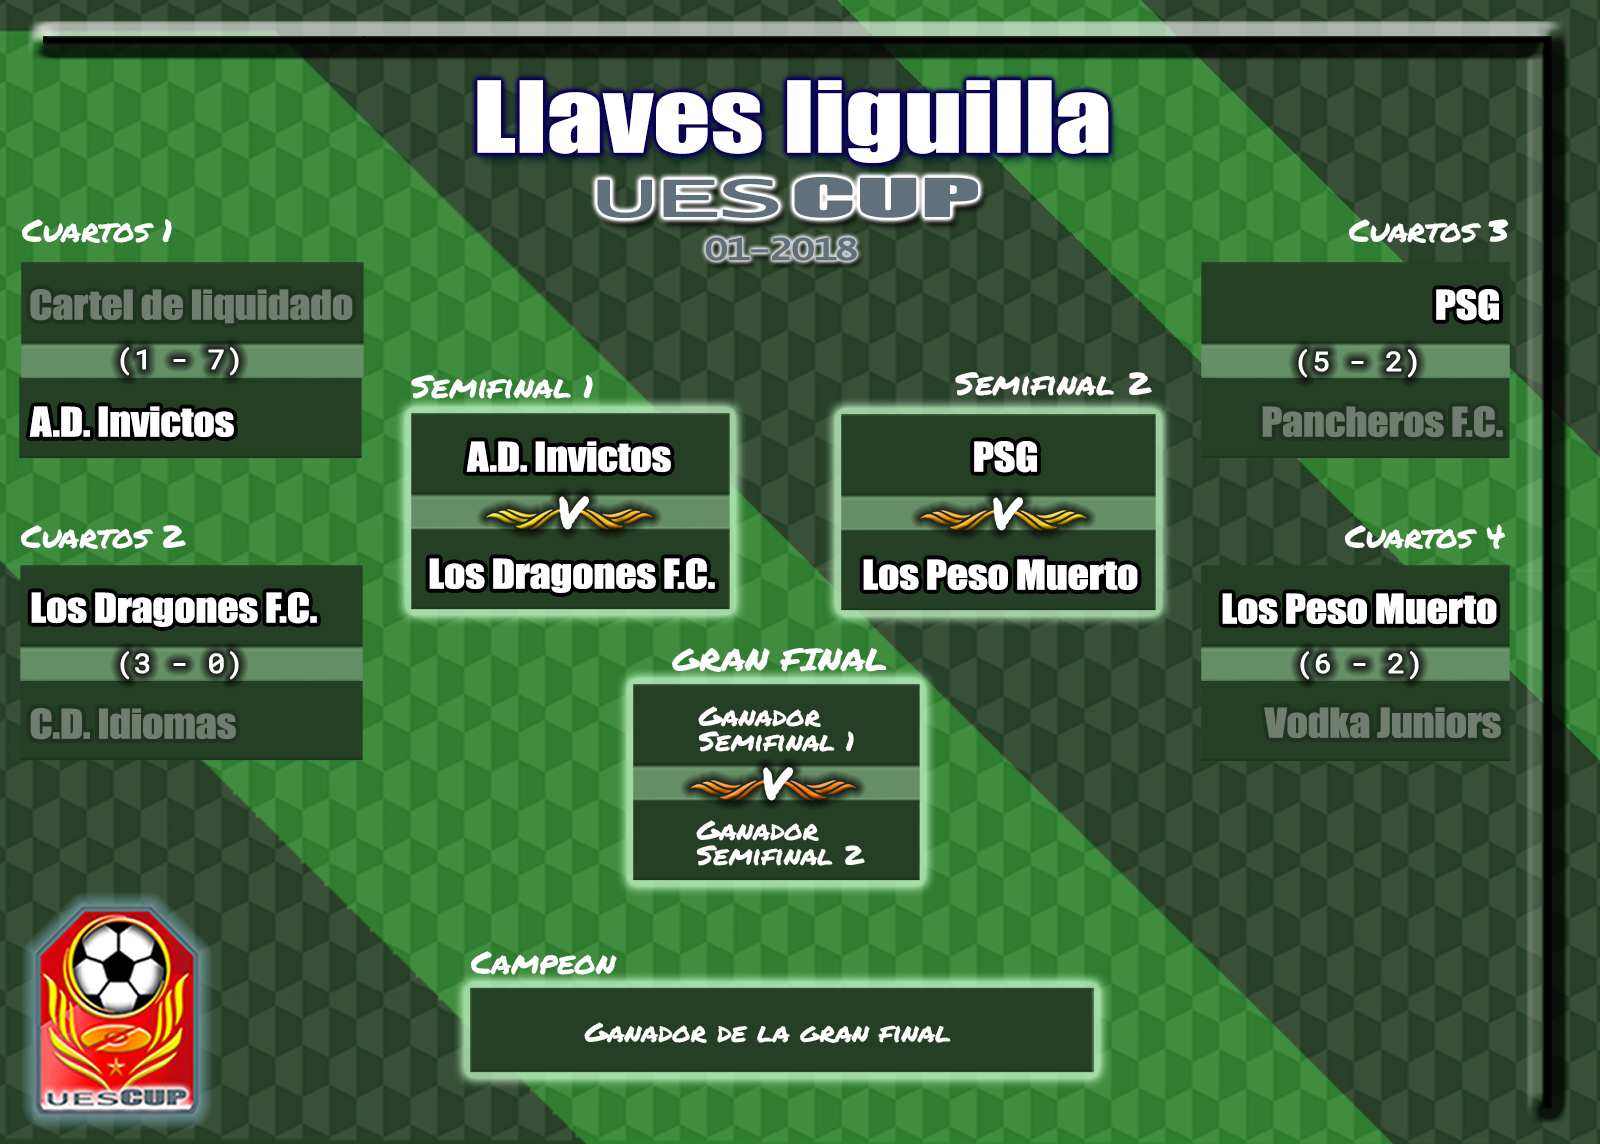 Llaves liguilla
UES CUP
01-2018
Cuartos 1
Cartel de liquidado
(1 - 7)
A.D. Invictos
Cuartos 2
Los Dragones F.C.
(3 - 0)
C.D. Idiomas
Semifinal 1
A.D. Invictos
V
Los Dragones F.C.
Semifinal 2
PSG
V
Los Peso Muerto
Cuartos 3
PSG
(5 - 2)
Pancheros F.C.
Cuartos 4
Los Peso Muerto
(6 - 2)
Vodka Juniors
GRAN FINAL
Ganador
Semifinal 1
V
Ganador
Semifinal 2
Campeon
Ganador de la gran final
UESCUP